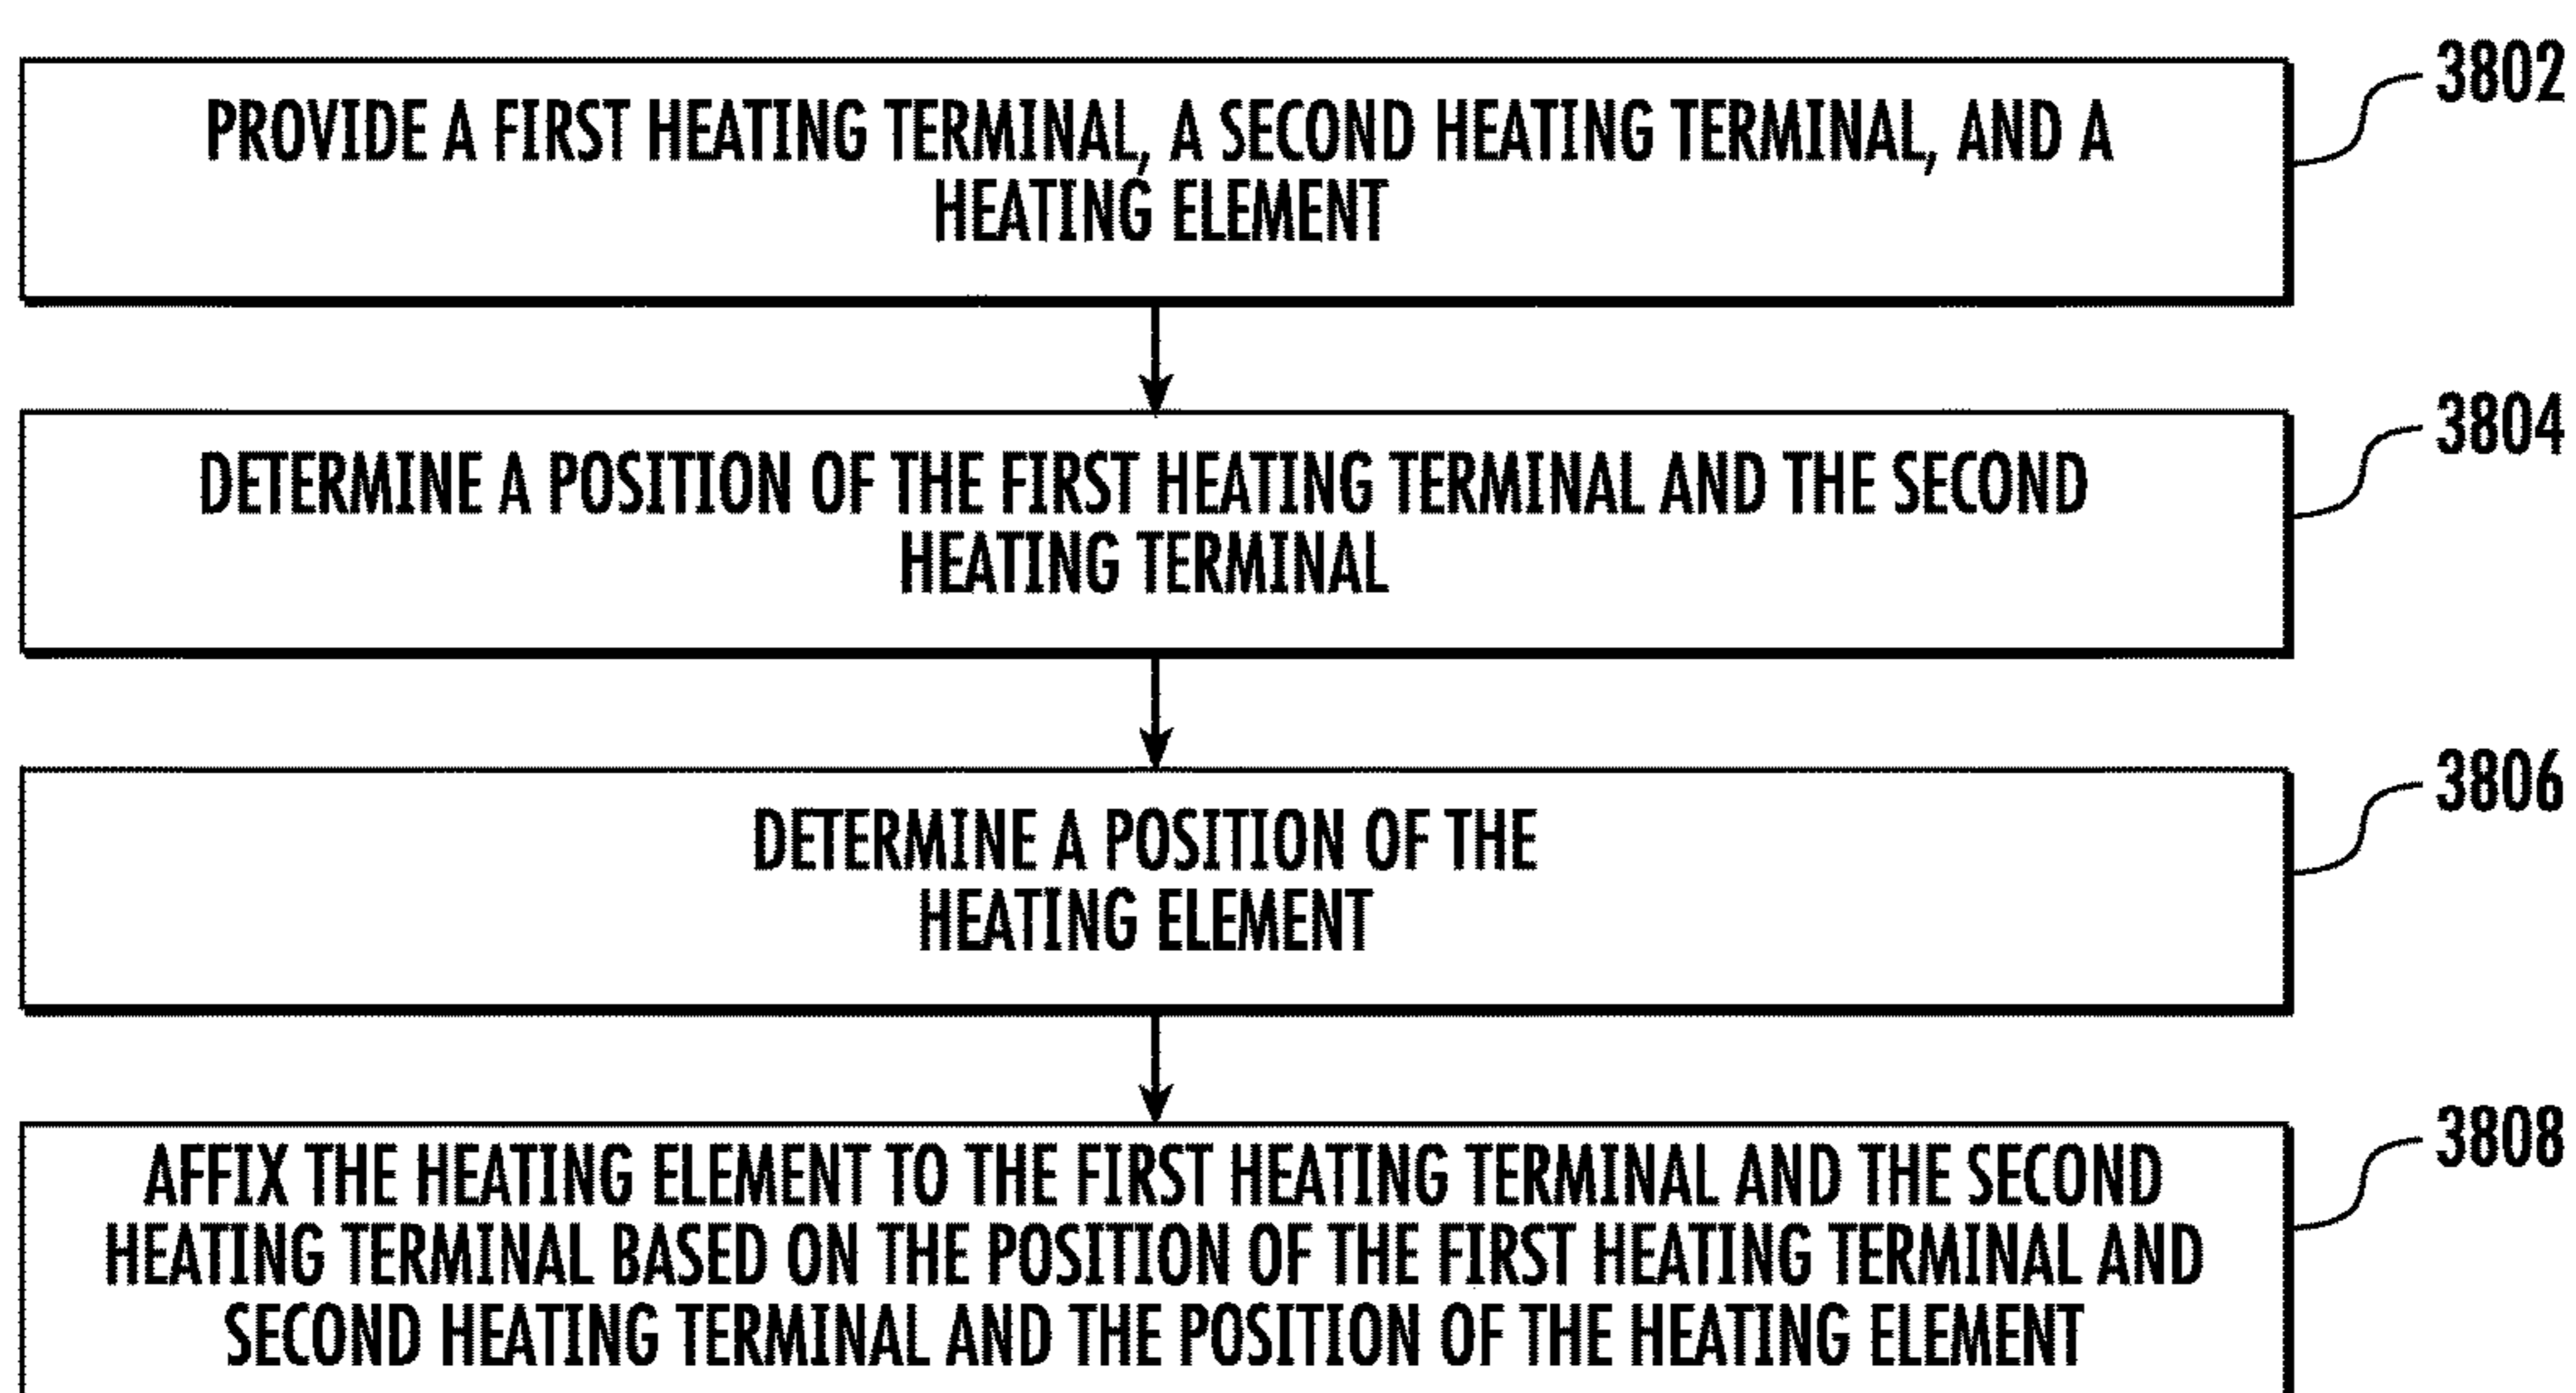 3802
PROVIDE A FIRST HEATING TERMINAL, A SECOND HEATING TERMINAL, AND A
HEATING ELEMENT
3804
DETERMINE A POSITION OF THE FIRST HEATING TERMINAL AND THE SECOND
HEATING TERMINAL
3806
DETERMINE A POSITION OF THE
HEATING ELEMENT
3808
AFFIX THE HEATING ELEMENT TO THE FIRST HEATING TERMINAL AND THE SECOND
HEATING TERMINAL BASED ON THE POSITION OF THE FIRST HEATING TERMINAL AND
SECOND HEATING TERMINAL AND THE POSITION OF THE HEATING ELEMENT